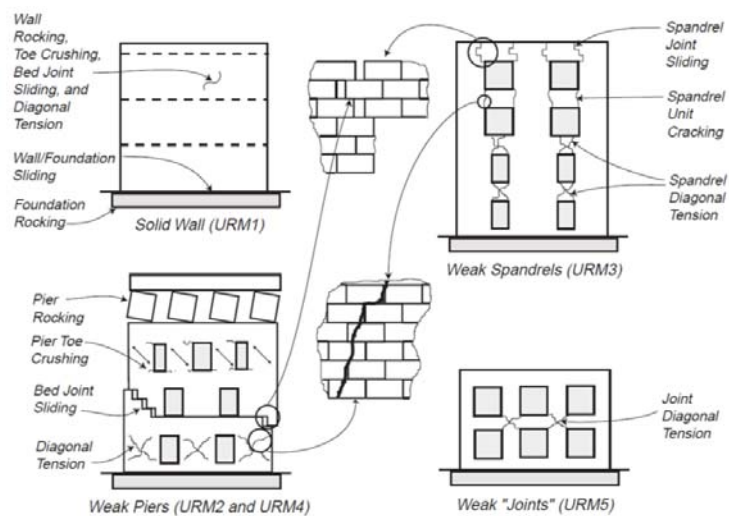 Wall
Rocking,
Toe Crushing,
Bed Joint
Sliding, and
Diagonal
Tension
Wall/Foundation
Sliding
Foundation
Rocking
Solid Wall (URM1)
Spandrel
Joint
Sliding
Spandrel
Unit
Cracking
Spandrel
Diagonal
Tension
Weak Spandrels (URM3)
Pier
Rocking
Pier Toe
Crushing
Bed Joint
Sliding
Diagonal
Tension
Weak Piers (URM2 and URM4)
Joint
Diagonal
Tension
Weak "Joints" (URM5)